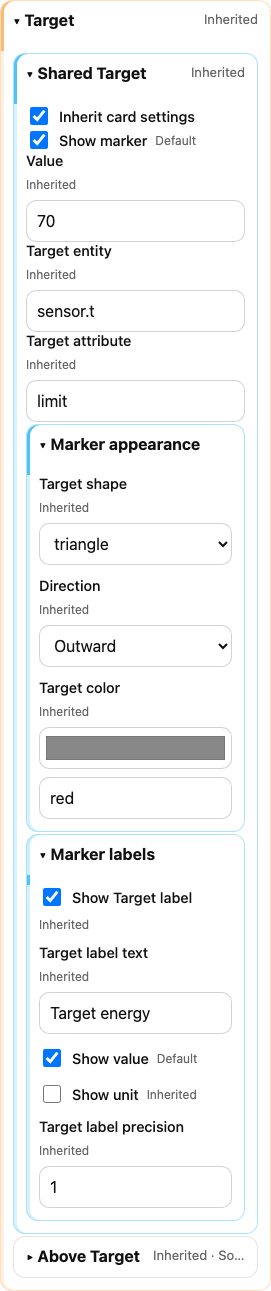 Target Inherited
Shared Target Inherited
Inherit card settings
Show marker Default
Value
Inherited
70
Target entity
Inherited
sensor.t
Target attribute
Inherited
limit
Marker appearance
Target shape
Inherited
triangle
Direction
Inherited
Outward
Target color
Inherited
red
Marker labels
Show Target label
Inherited
Target label text
Inherited
Target energy
Show value Default
Show unit Inherited
Target label precision
Inherited
1
Above Target Inherited · So...